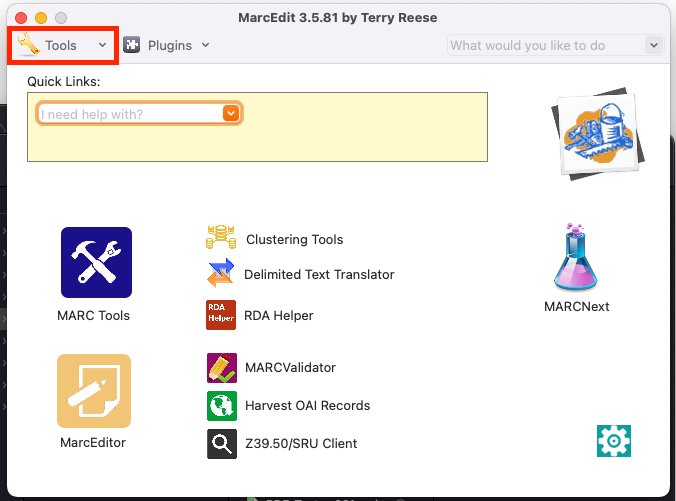 MarcEdit 3.5.81 by Terry Reese
Tools
Plugins
What would you like to do
Quick Links:
I need help with?
Clustering Tools
Delimited Text Translator
RDA
Helper
RDA Helper
MARC Tools
MARCNext
MARCValidator
Harvest OAI Records
MarcEditor
Z39.50/SRU Client